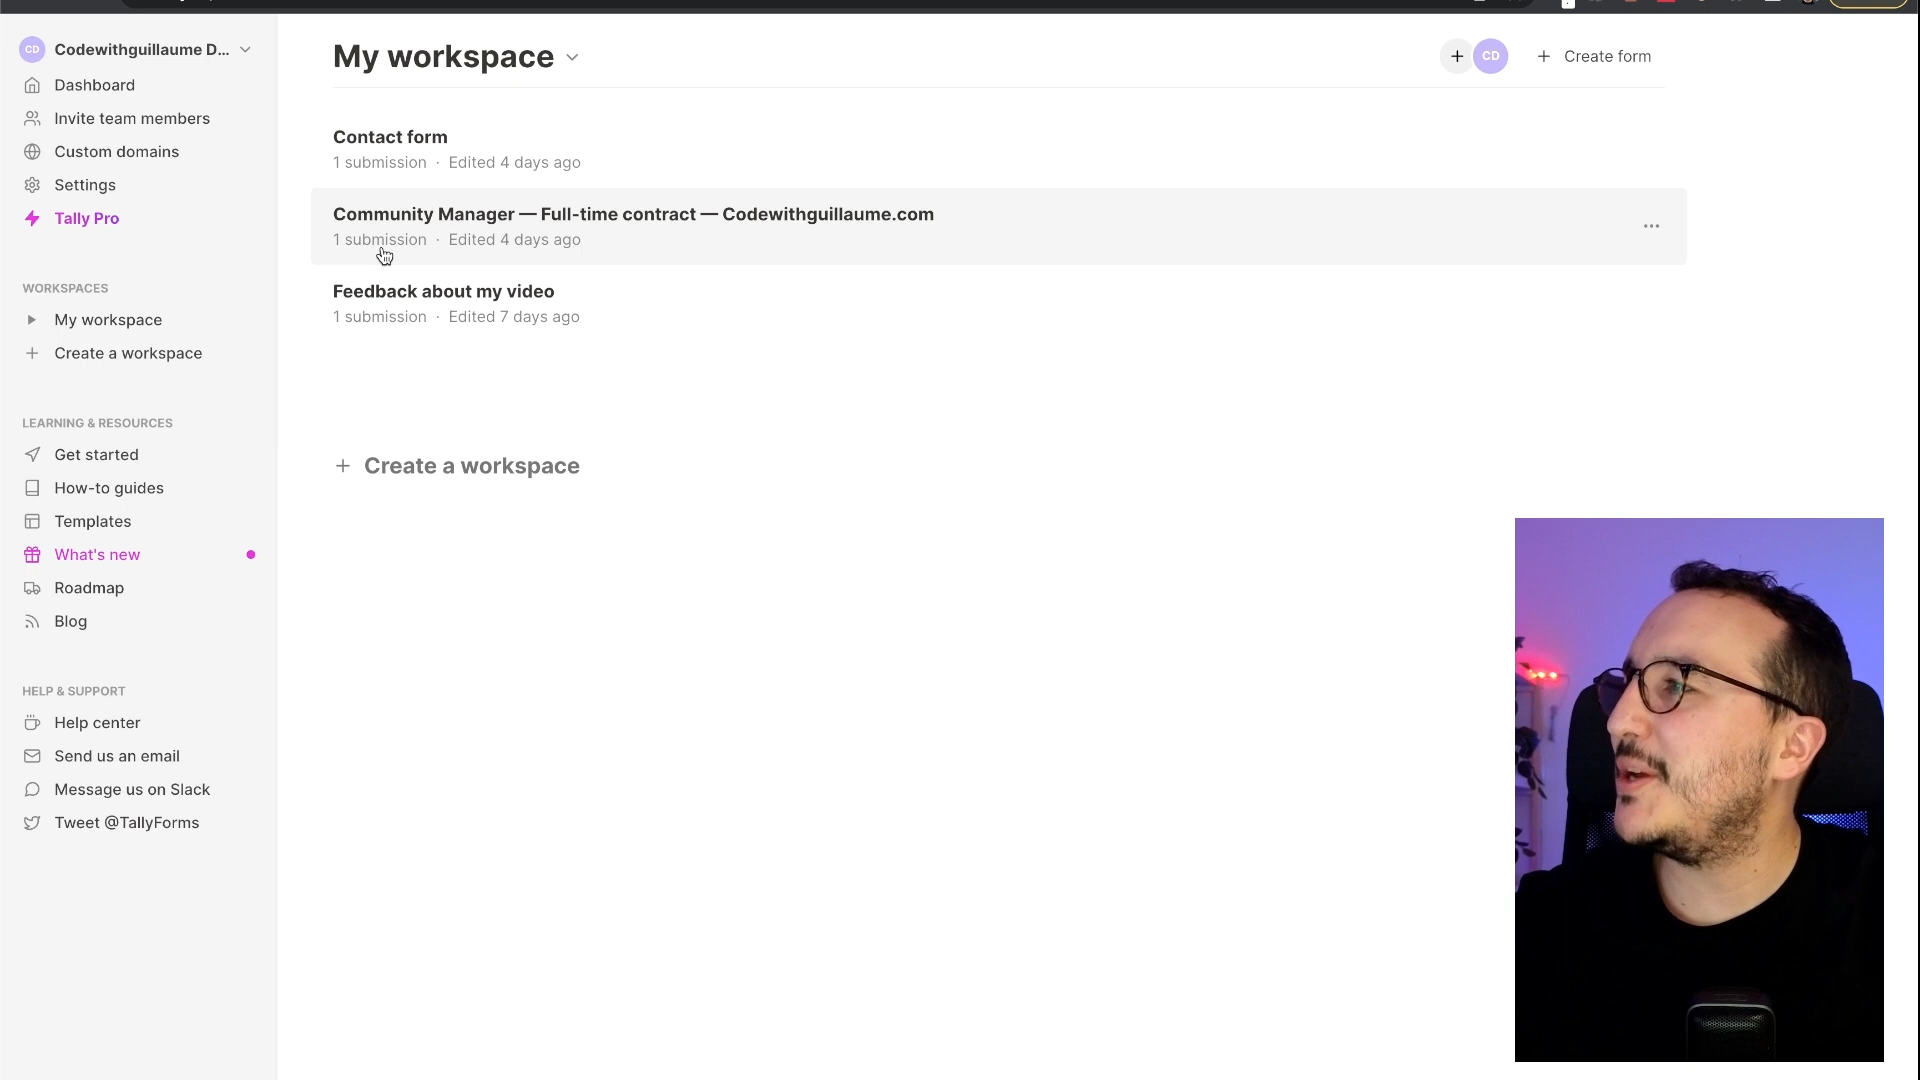 CD Codewithguillaume D...
Dashboard
Invite team members
Custom domains
Settings
Tally Pro
WORKSPACES
My workspace
Create a workspace
LEARNING & RESOURCES
Get started
How-to guides
Templates
What's new
Roadmap
Blog
HELP & SUPPORT
Help center
Send us an email
Message us on Slack
Tweet @TallyForms
My workspace
+ CD + Create form
Contact form
1 submission · Edited 4 days ago
Community Manager — Full-time contract — Codewithguillaume.com
1 submission · Edited 4 days ago
Feedback about my video
1 submission · Edited 7 days ago
+ Create a workspace